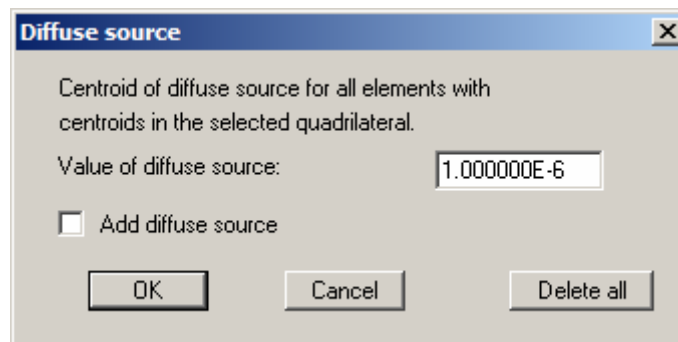 Diffuse source
Centroid of diffuse source for all elements with
centroids in the selected quadrilateral.
Value of diffuse source: 1.000000E-6
Add diffuse source
OK Cancel Delete all